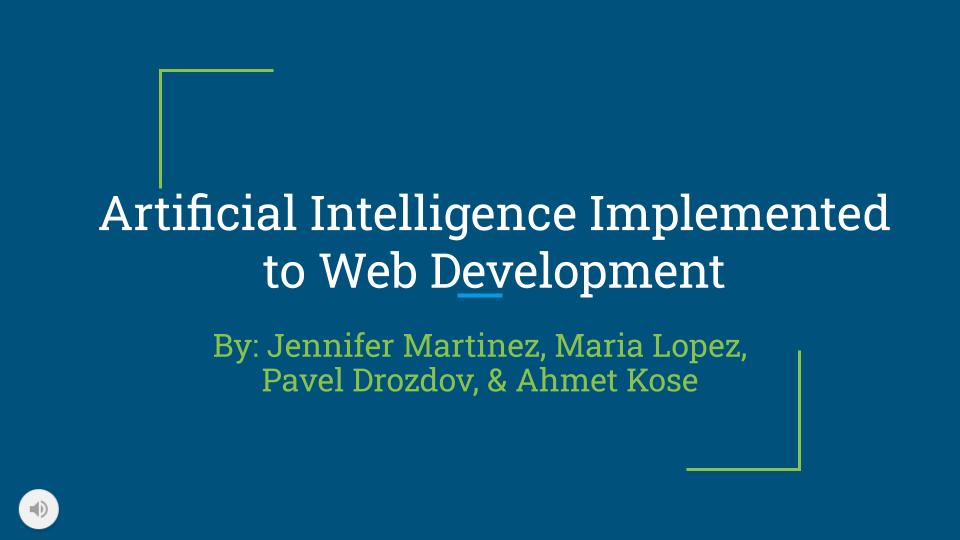 Artificial Intelligence Implemented
to Web Development
By: Jennifer Martinez, Maria Lopez,
Pavel Drozdov, & Ahmet Kose